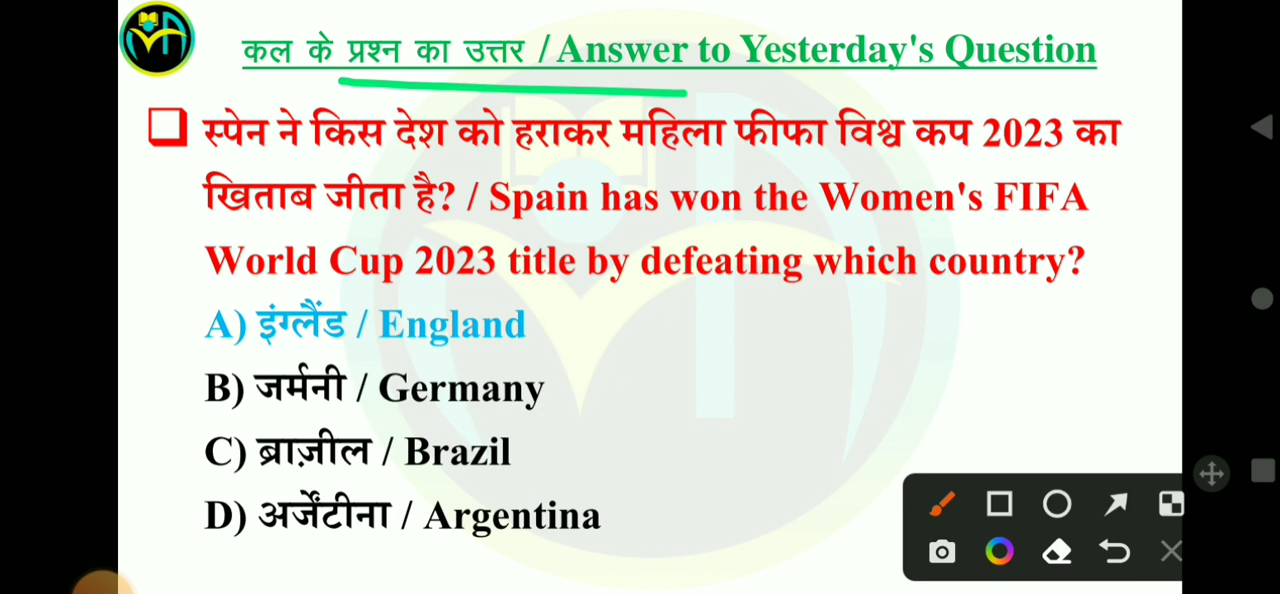 कल के प्रश्न का उत्तर / Answer to Yesterday's Question
स्पेन ने किस देश को हराकर महिला फीफा विश्व कप 2023 का
खिताब जीता है? / Spain has won the Women's FIFA
World Cup 2023 title by defeating which country?
A) इंग्लैंड / England
B) जर्मनी / Germany
C) ब्राज़ील / Brazil
D) अर्जेंटीना / Argentina